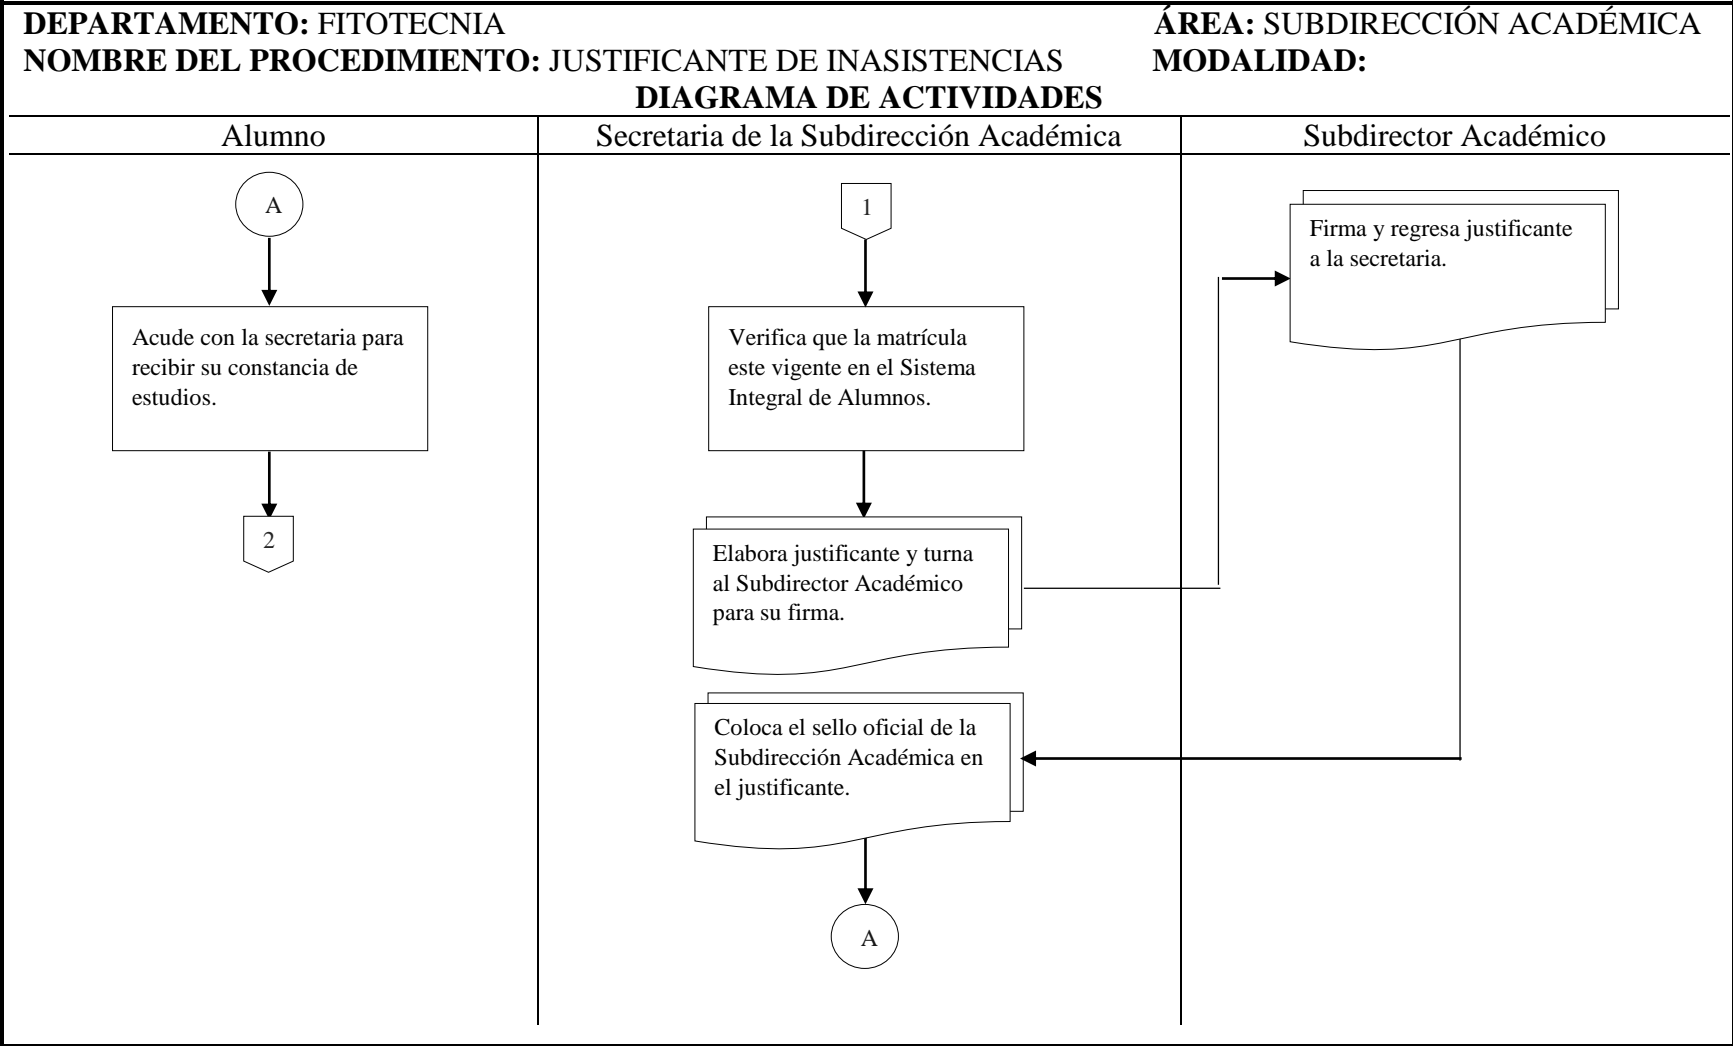 DEPARTAMENTO: FITOTECNIA ÁREA: SUBDIRECCIÓN ACADÉMICA
NOMBRE DEL PROCEDIMIENTO: JUSTIFICANTE DE INASISTENCIAS MODALIDAD:
DIAGRAMA DE ACTIVIDADES
Alumno
Secretaria de la Subdirección Académica
Subdirector Académico
A
Acude con la secretaria para
recibir su constancia de
estudios.
2
1
Verifica que la matrícula
este vigente en el Sistema
Integral de Alumnos.
Elabora justificante y turna
al Subdirector Académico
para su firma.
Firma y regresa justificante
a la secretaria.
Coloca el sello oficial de la
Subdirección Académica en
el justificante.
A